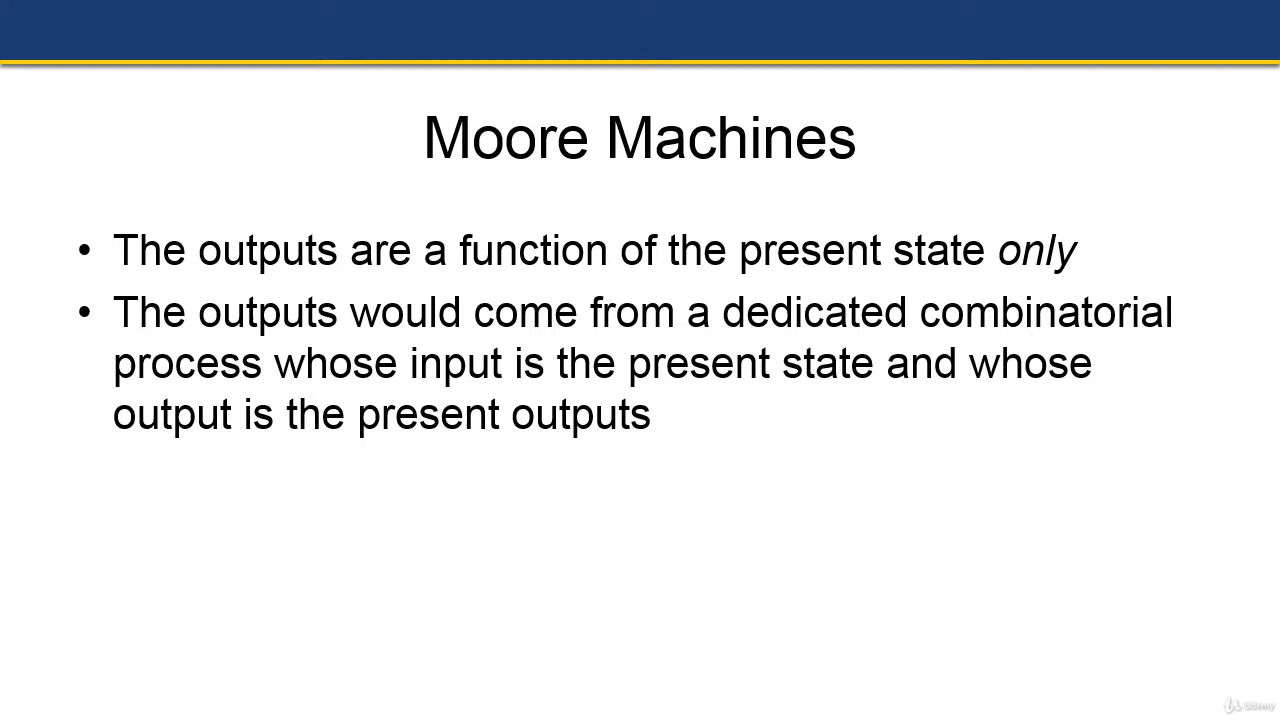 Moore Machines
• The outputs are a function of the present state only
• The outputs would come from a dedicated combinatorial
process whose input is the present state and whose
output is the present outputs
Udemy